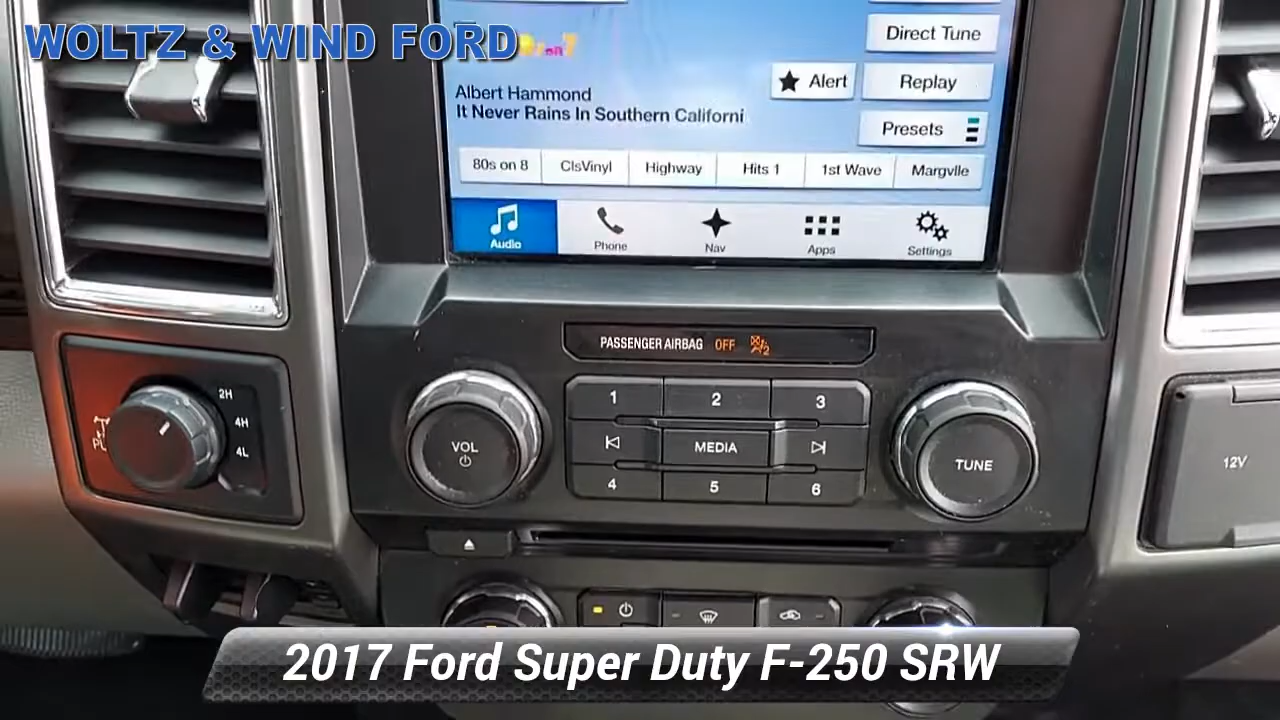 WOLTZ & WIND FORD
Direct Tune
Albert Hammond
Alert
Replay
It Never Rains In Southern Californi
Presets
80s on 8
ClsVinyl
Highway
Hits 1
1st Wave
Margvlle
Audio
Phone
Nav
Apps
Settings
PASSENGER AIRBAG OFF
2H
4H
4L
VOL
1
2
3
MEDIA
4
5
6
TUNE
12V
2017 Ford Super Duty F-250 SRW